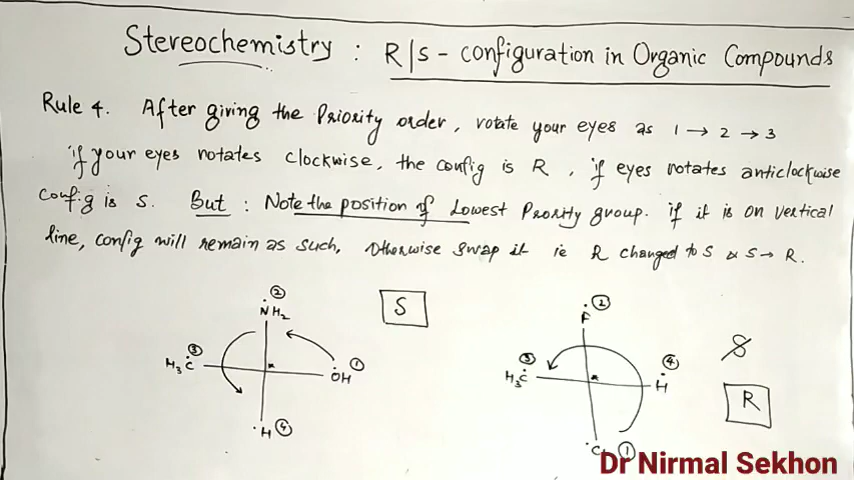 Stereochemistry : R/S - configuration in Organic Compounds
Rule 4. After giving the Priority order, rotate your eyes as 1 → 2 → 3
if your eyes rotates clockwise, the config is R, if eyes rotates anticlockwise
config is S. But : Note the position of Lowest Prority group. if it is on vertical
line, config will remain as such, Otherwise swap it ie R changed to S & S → R.
② NH2
S
③ H3C
* OH ①
H ④
② F
③ H3C
* H ④
S
R
Cl ①
Dr Nirmal Sekhon